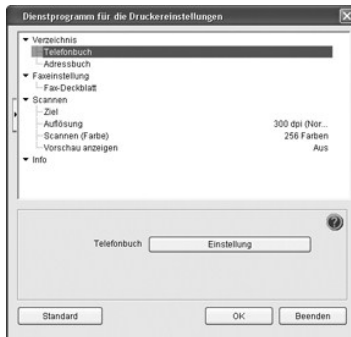 Dienstprogramm für die Druckereinstellungen
Verzeichnis
Telefonbuch
Adressbuch
Faxeinstellung
Fax-Deckblatt
Scannen
Ziel
Auflösung 300 dpi (Nor...
Scannen (Farbe) 256 Farben
Vorschau anzeigen Aus
Info
Telefonbuch Einstellung
Standard OK Beenden